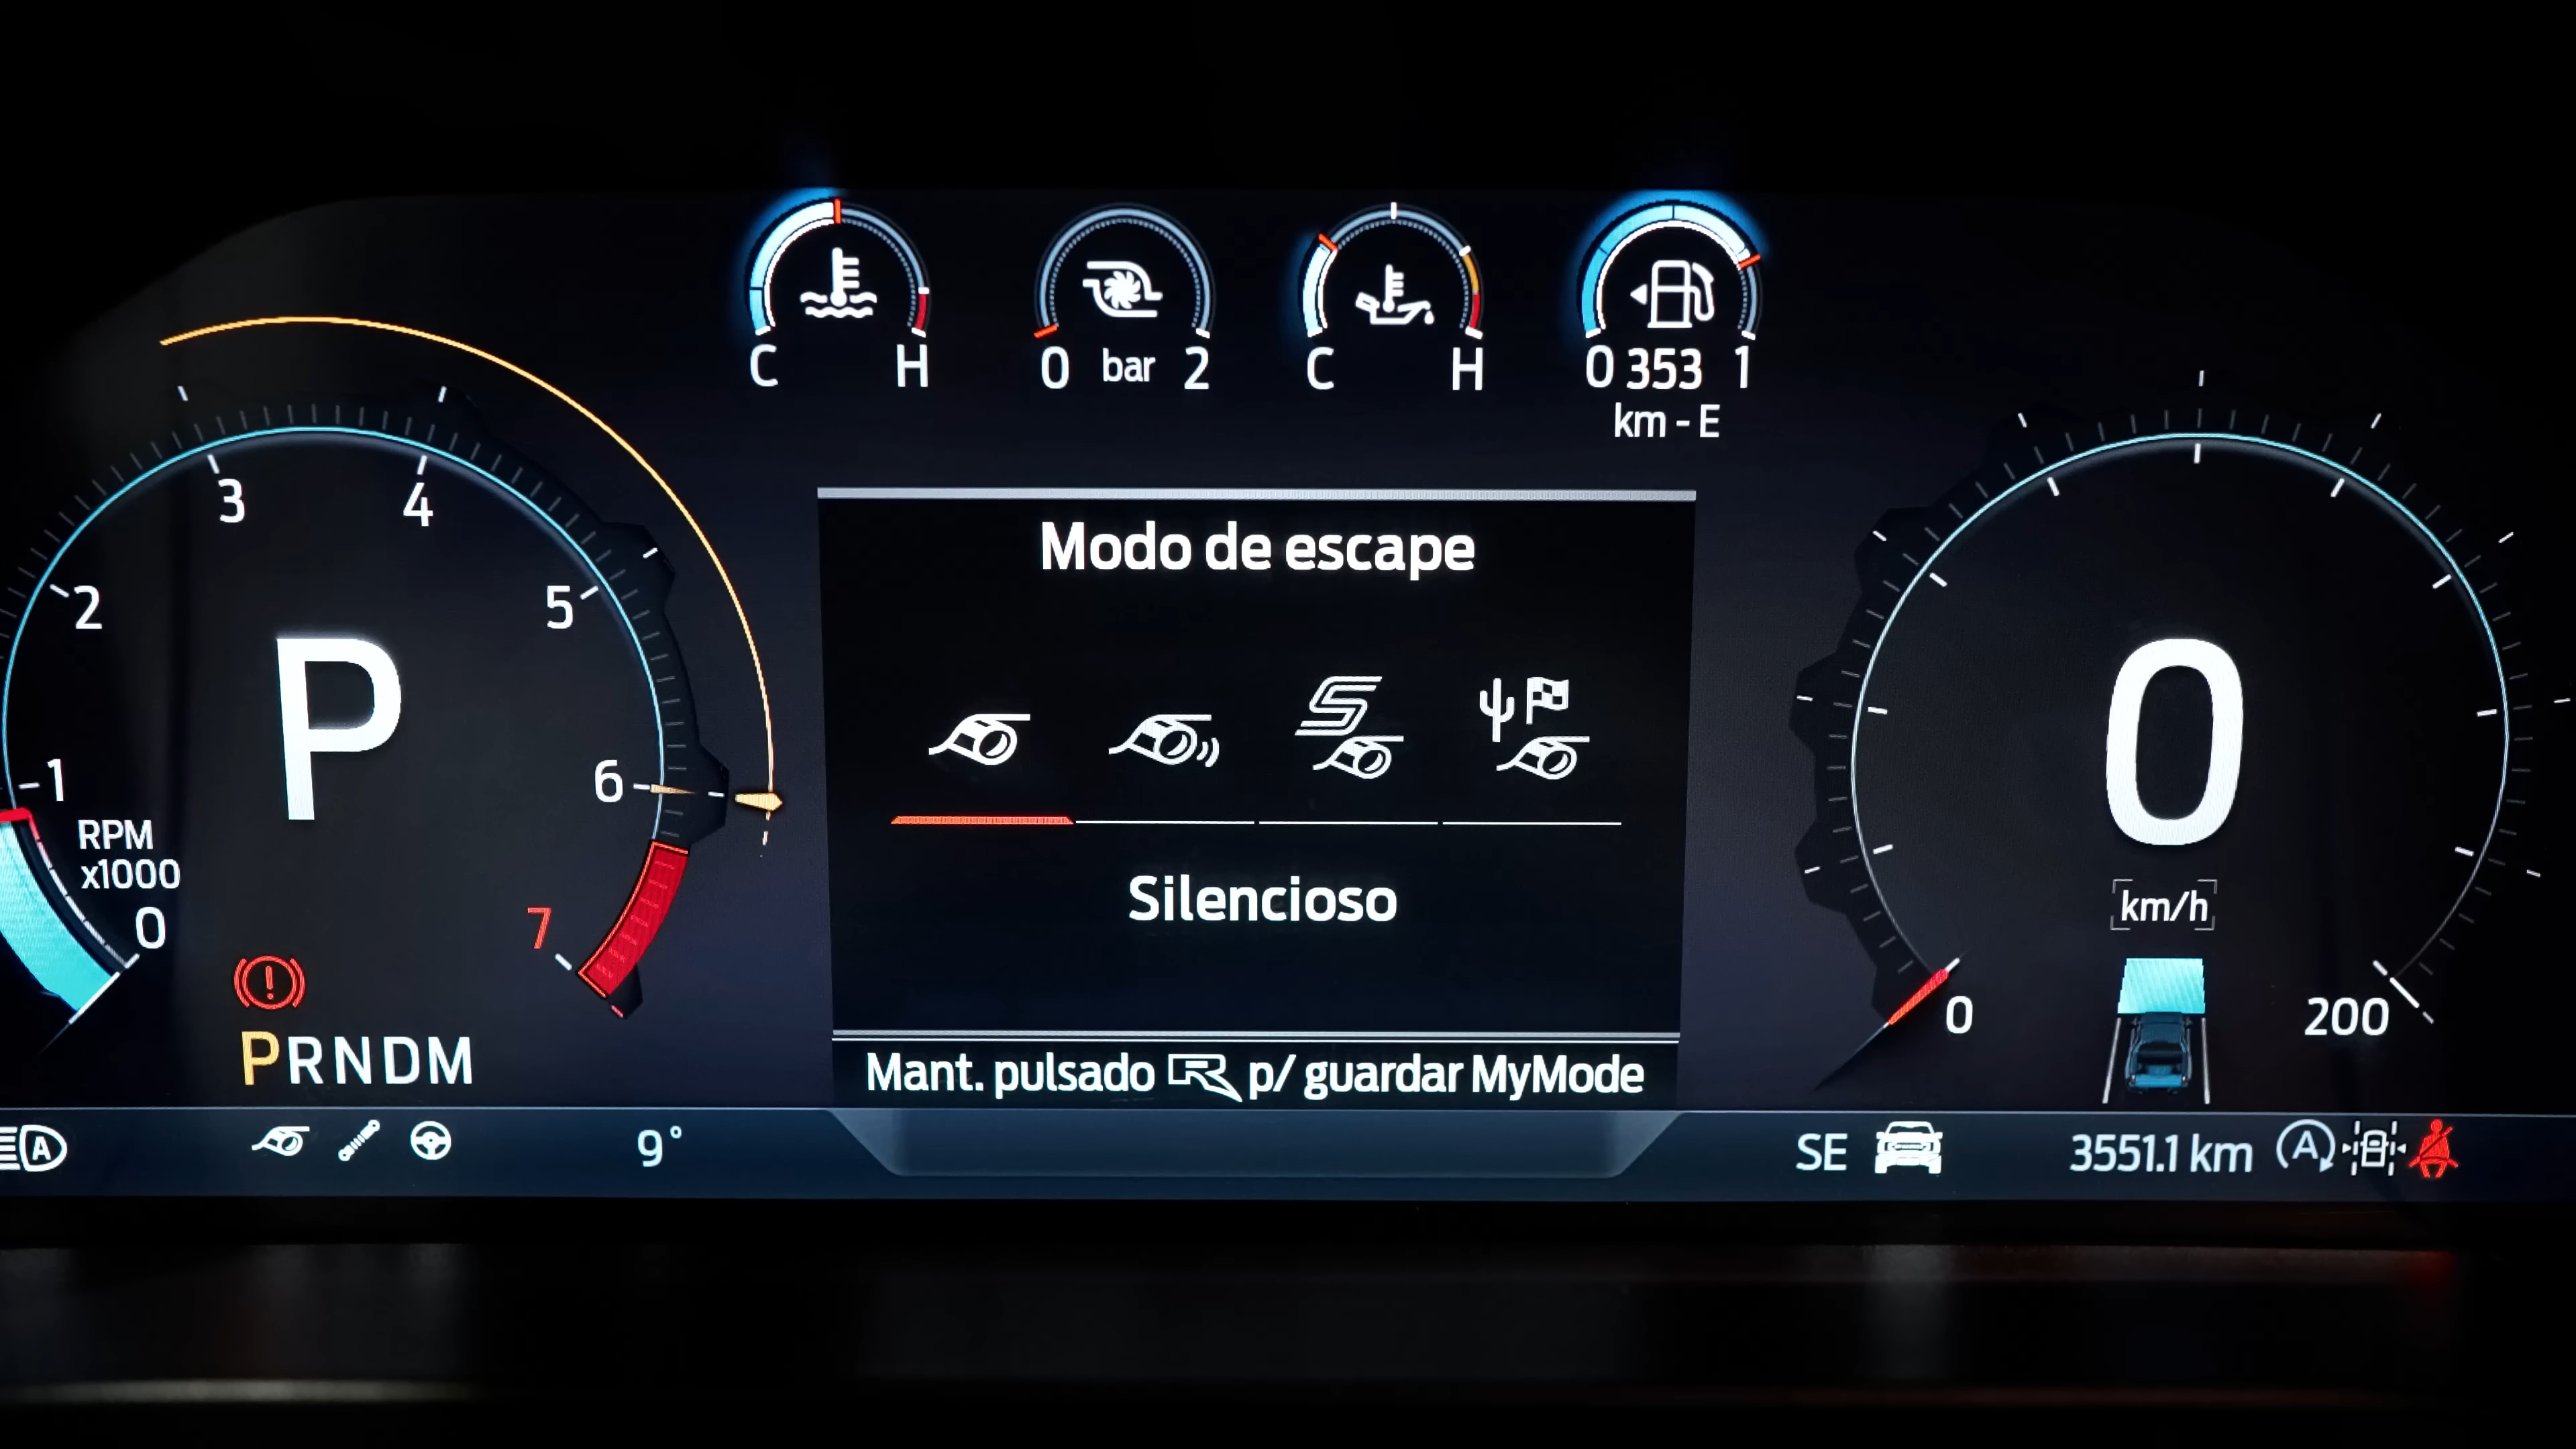 C H
0 bar 2
C H
0 353 1
km - E
3
4
2
5
1
6
RPM
x1000
0
7
P
PRNDM
Modo de escape
S
Silencioso
Mant. pulsado R p/ guardar MyMode
0
km/h
0
200
A
9°
SE
3551.1 km
A